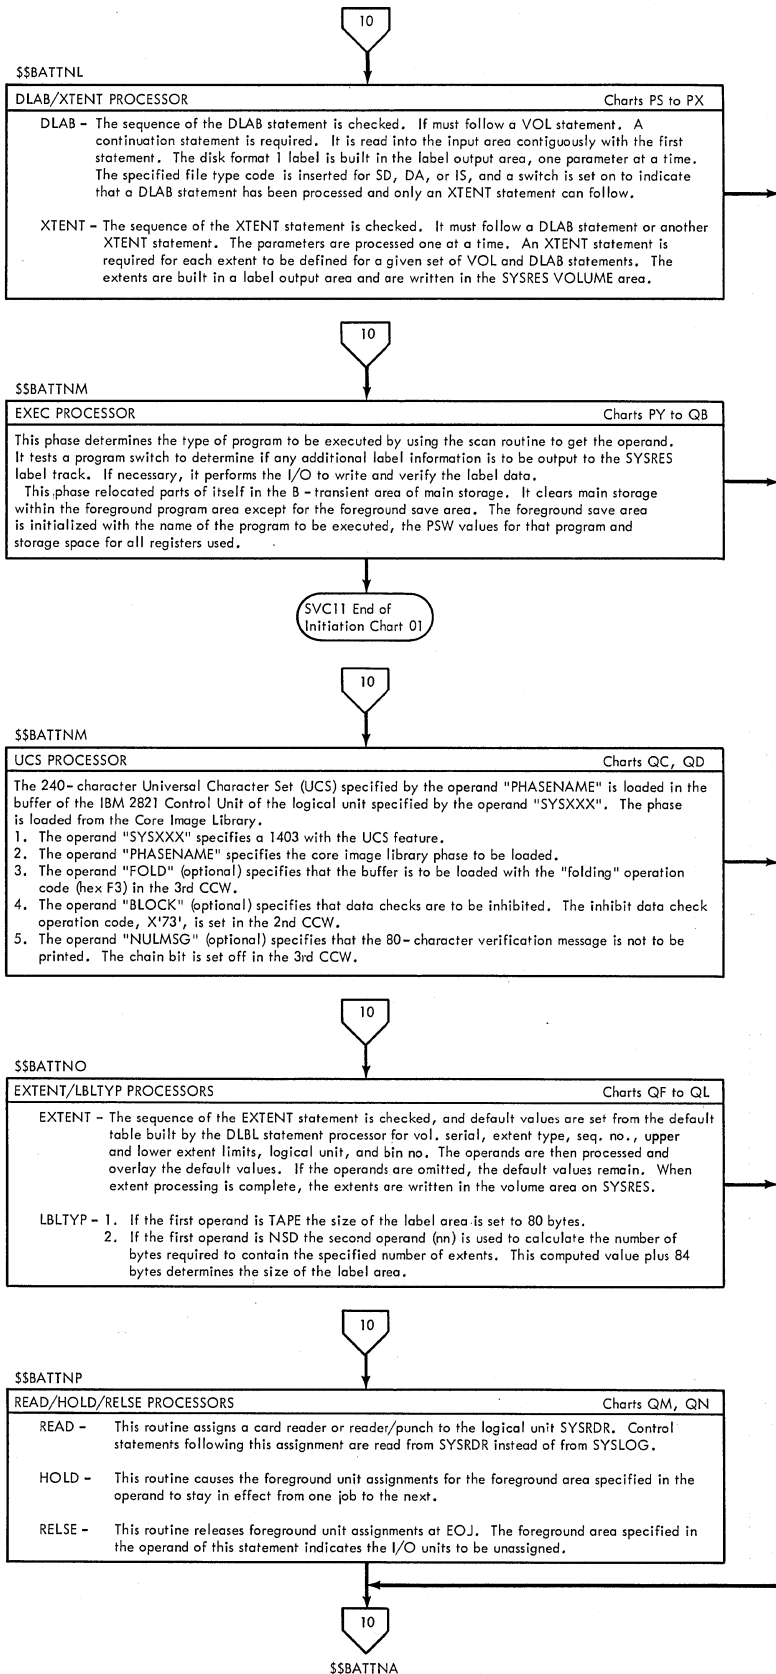 10
$$BATTNL
DLAB/XTENT PROCESSOR Charts PS to PX
DLAB - The sequence of the DLAB statement is checked. If must follow a VOL statement. A
continuation statement is required. It is read into the input area contiguously with the first
statement. The disk format 1 label is built in the label output area, one parameter at a time.
The specified file type code is inserted for SD, DA, or IS, and a switch is set on to indicate
that a DLAB statement has been processed and only an XTENT statement can follow.
XTENT - The sequence of the XTENT statement is checked. It must follow a DLAB statement or another
XTENT statement. The parameters are processed one at a time. An XTENT statement is
required for each extent to be defined for a given set of VOL and DLAB statements. The
extents are built in a label output area and are written in the SYSRES VOLUME area.
10
$$BATTNM
EXEC PROCESSOR Charts PY to QB
This phase determines the type of program to be executed by using the scan routine to get the operand.
It tests a program switch to determine if any additional label information is to be output to the SYSRES
label track. If necessary, it performs the I/O to write and verify the label data.
This phase relocated parts of itself in the B - transient area of main storage. It clears main storage
within the foreground program area except for the foreground save area. The foreground save area
is initialized with the name of the program to be executed, the PSW values for that program and
storage space for all registers used.
SVC11 End of
Initiation Chart 01
10
$$BATTNM
UCS PROCESSOR Charts QC, QD
The 240-character Universal Character Set (UCS) specified by the operand "PHASENAME" is loaded in the
buffer of the IBM 2821 Control Unit of the logical unit specified by the operand "SYSXXX". The phase
is loaded from the Core Image Library.
1. The operand "SYSXXX" specifies a 1403 with the UCS feature.
2. The operand "PHASENAME" specifies the core image library phase to be loaded.
3. The operand "FOLD" (optional) specifies that the buffer is to be loaded with the "folding" operation
code (hex F3) in the 3rd CCW.
4. The operand "BLOCK" (optional) specifies that data checks are to be inhibited. The inhibit data check
operation code, X'73', is set in the 2nd CCW.
5. The operand "NULMSG" (optional) specifies that the 80-character verification message is not to be
printed. The chain bit is set off in the 3rd CCW.
10
$$BATTNO
EXTENT/LBLTYP PROCESSORS Charts QF to QL
EXTENT - The sequence of the EXTENT statement is checked, and default values are set from the default
table built by the DLBL statement processor for vol. serial, extent type, seq. no., upper
and lower extent limits, logical unit, and bin no. The operands are then processed and
overlay the default values. If the operands are omitted, the default values remain. When
extent processing is complete, the extents are written in the volume area on SYSRES.
LBLTYP - 1. If the first operand is TAPE the size of the label area is set to 80 bytes.
2. If the first operand is NSD the second operand (nn) is used to calculate the number of
bytes required to contain the specified number of extents. This computed value plus 84
bytes determines the size of the label area.
10
$$BATTNP
READ/HOLD/RELSE PROCESSORS Charts QM, QN
READ - This routine assigns a card reader or reader/punch to the logical unit SYSRDR. Control
statements following this assignment are read from SYSRDR instead of from SYSLOG.
HOLD - This routine causes the foreground unit assignments for the foreground area specified in the
operand to stay in effect from one job to the next.
RELSE - This routine releases foreground unit assignments at EOJ. The foreground area specified in
the operand of this statement indicates the I/O units to be unassigned.
10
$$BATTNA